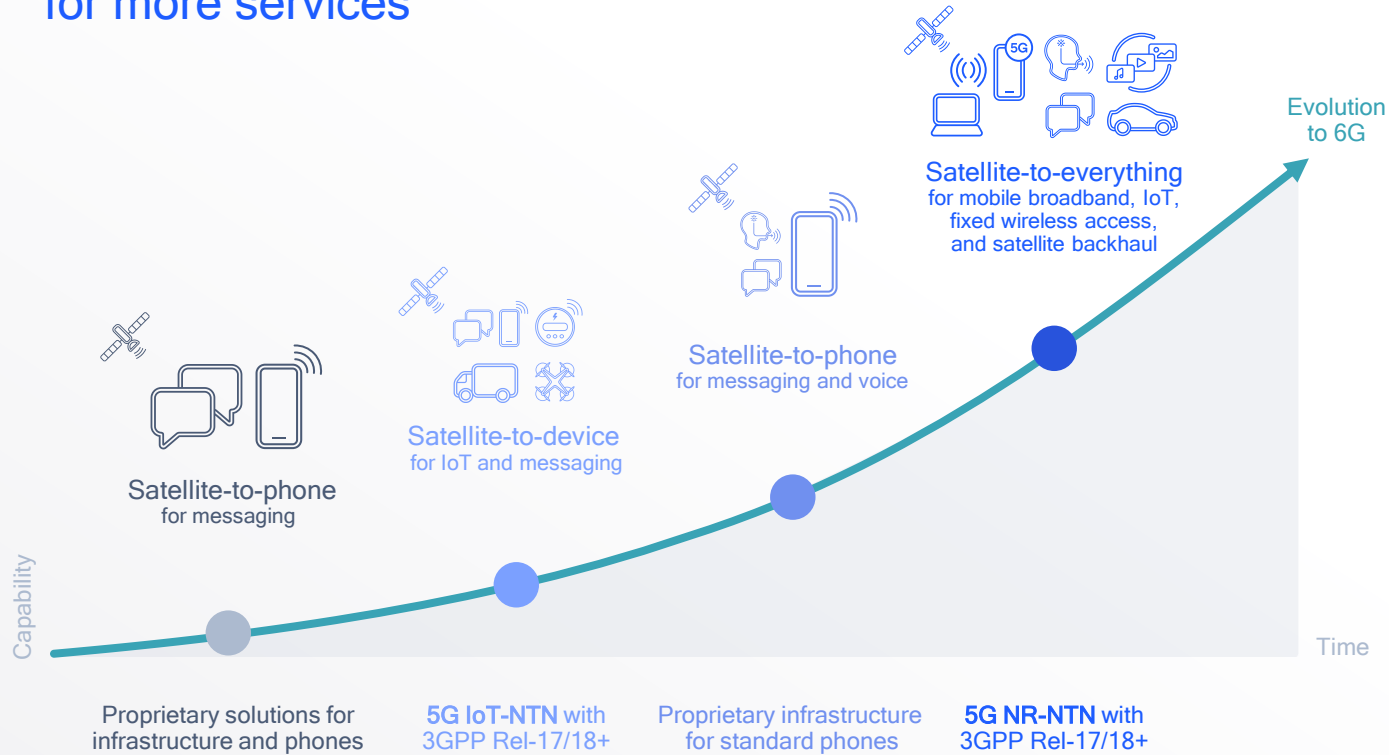 for more services
5G
Evolution
to 6G
Satellite-to-everything
for mobile broadband, IoT,
fixed wireless access,
and satellite backhaul
Satellite-to-phone
for messaging and voice
Satellite-to-device
for IoT and messaging
Satellite-to-phone
for messaging
Capability
Time
Proprietary solutions for
infrastructure and phones
5G IoT-NTN with
3GPP Rel-17/18+
Proprietary infrastructure
for standard phones
5G NR-NTN with
3GPP Rel-17/18+